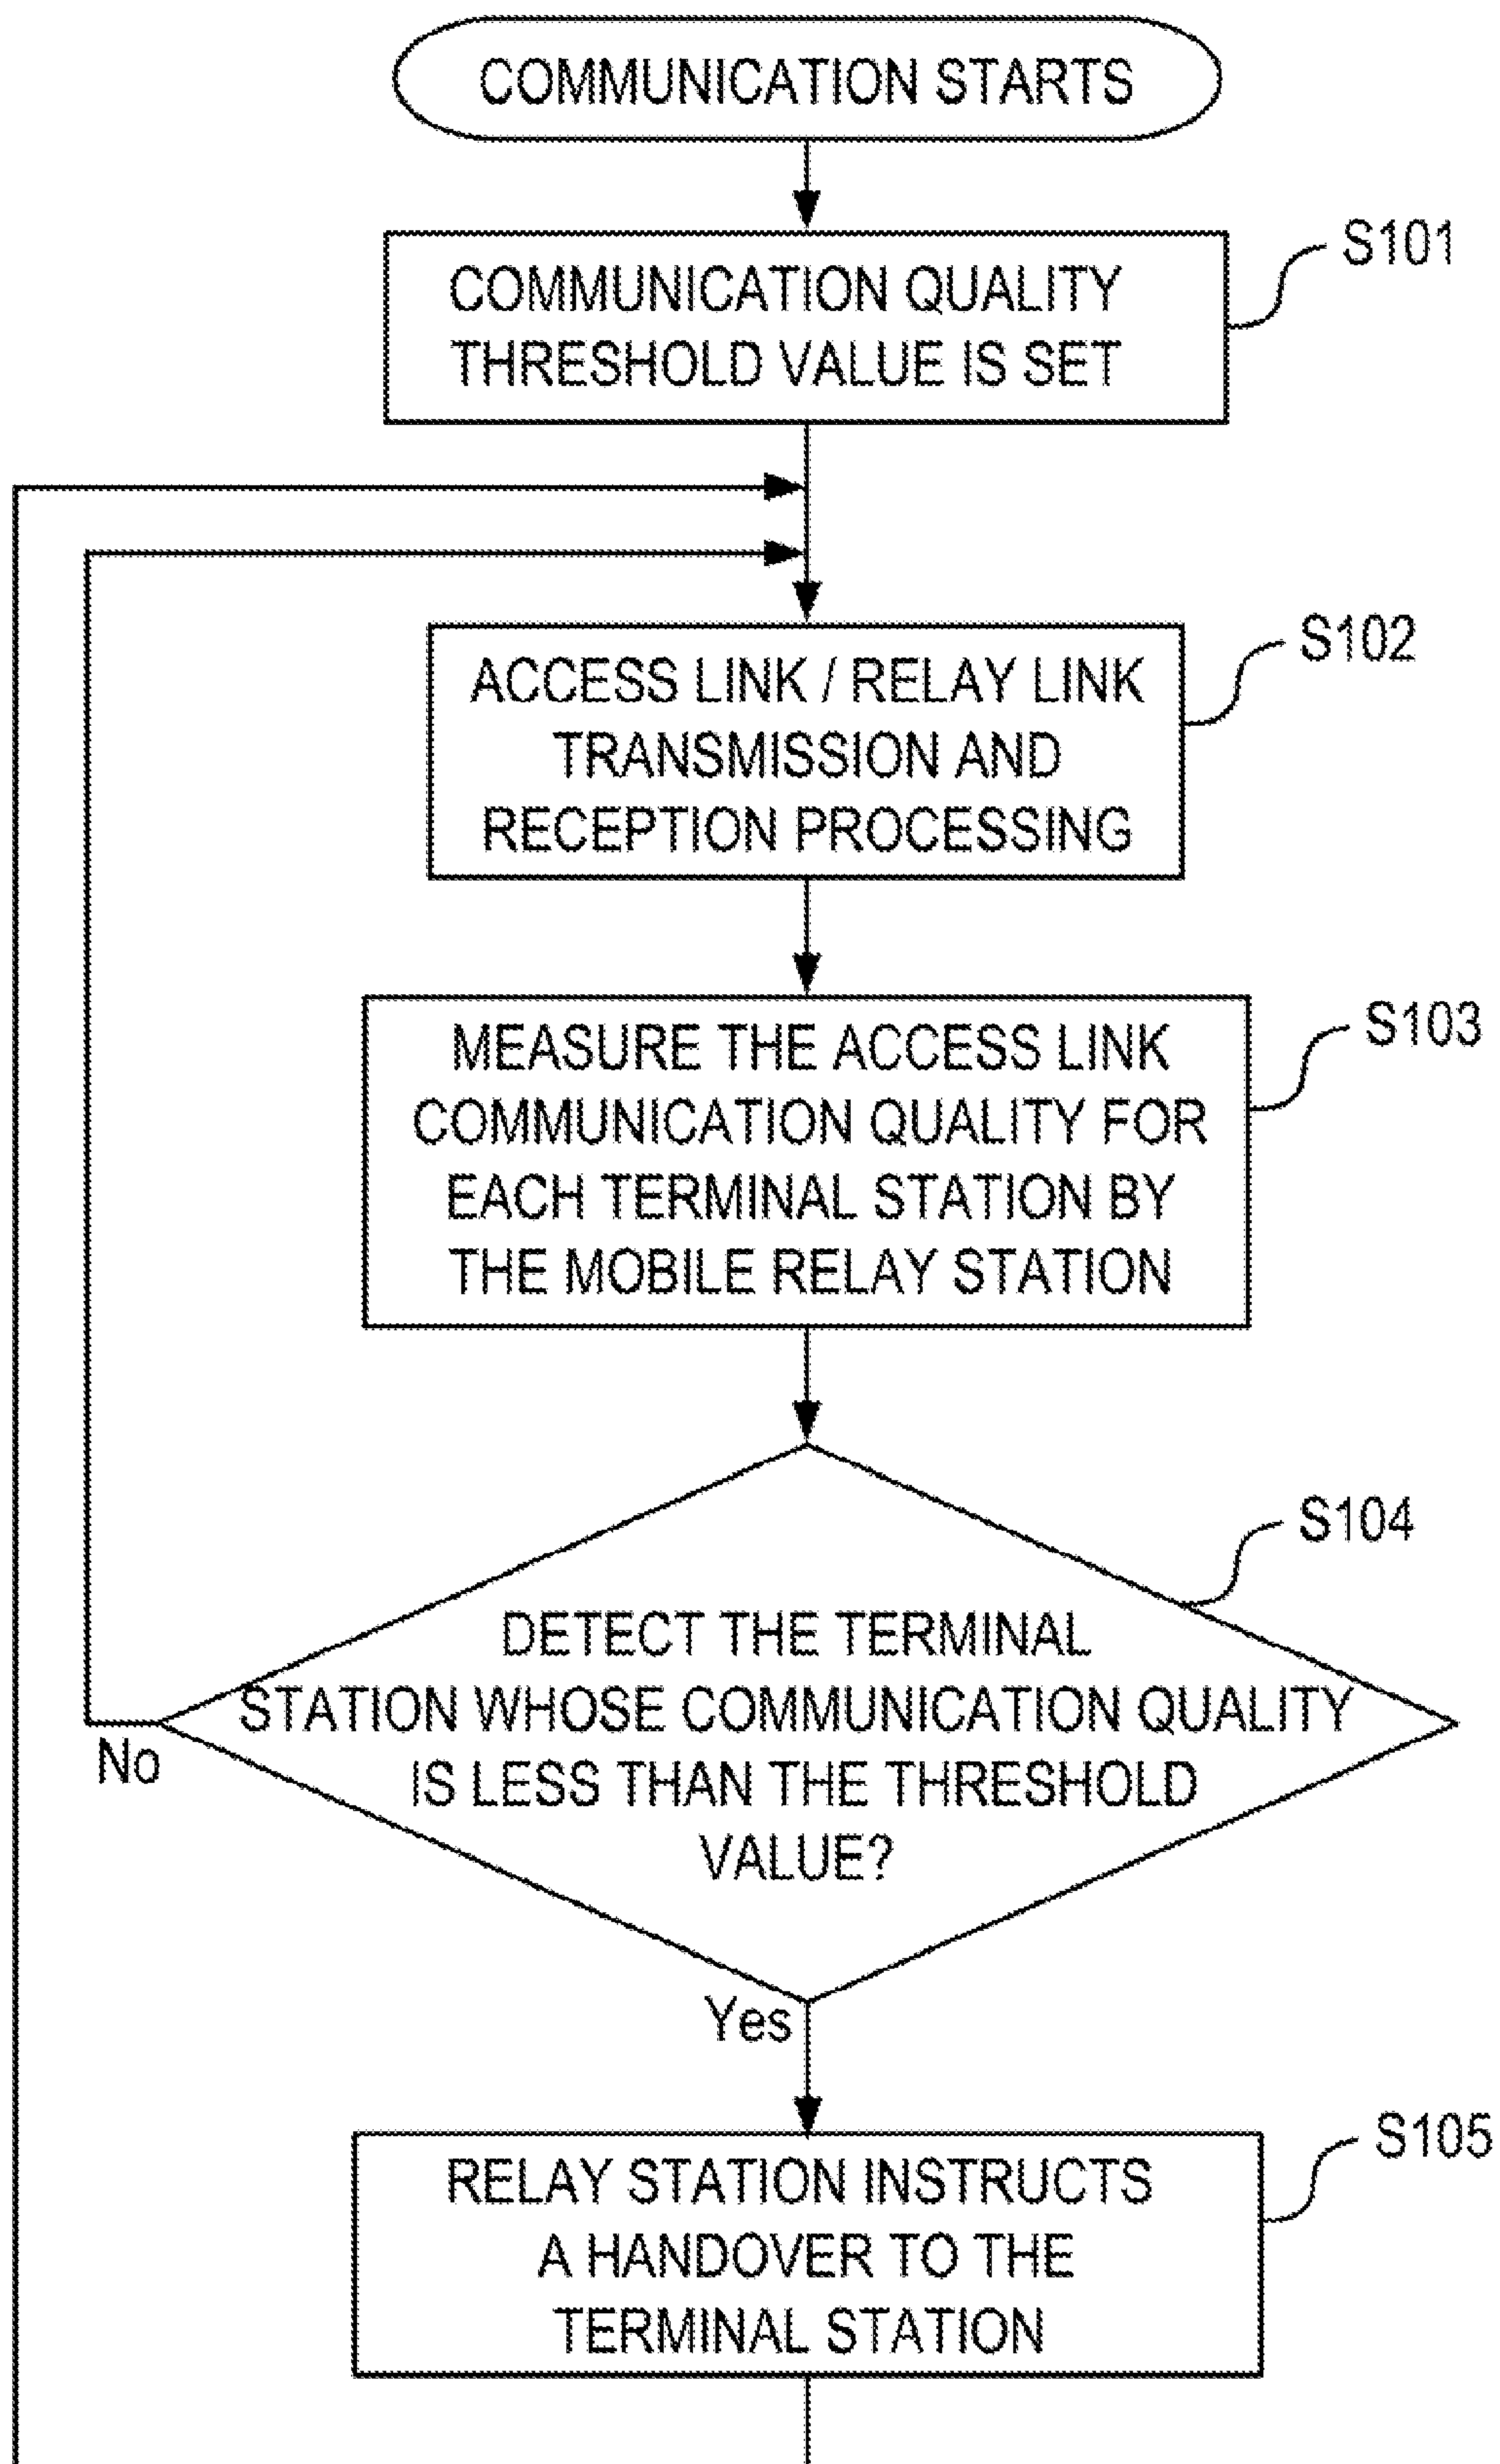 COMMUNICATION STARTS
S101
COMMUNICATION QUALITY
THRESHOLD VALUE IS SET
S102
ACCESS LINK / RELAY LINK
TRANSMISSION AND
RECEPTION PROCESSING
S103
MEASURE THE ACCESS LINK
COMMUNICATION QUALITY FOR
EACH TERMINAL STATION BY
THE MOBILE RELAY STATION
S104
DETECT THE TERMINAL
STATION WHOSE COMMUNICATION QUALITY
IS LESS THAN THE THRESHOLD
VALUE?
No
Yes
S105
RELAY STATION INSTRUCTS
A HANDOVER TO THE
TERMINAL STATION